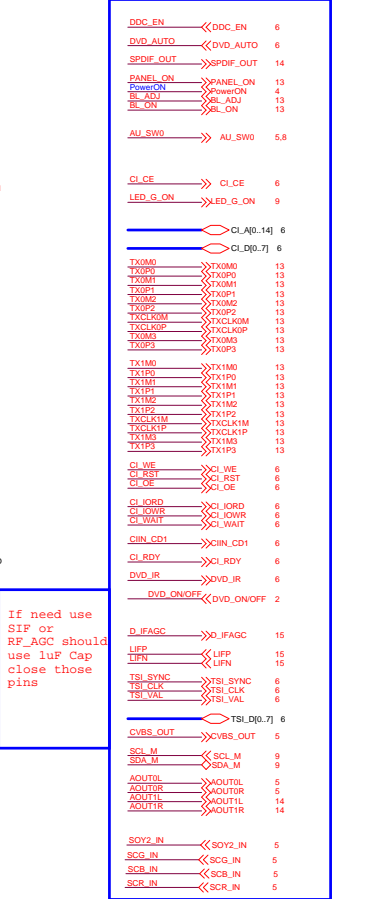 DDC_EN DDC_EN 6
DVD_AUTO DVD_AUTO 6
SPDIF_OUT SPDIF_OUT 14
PANEL_ON PANEL_ON 13
PowerON PowerON 4
BL_ADJ BL_ADJ 13
BL_ON BL_ON 13
AU_SW0 AU_SW0 5,8
CI_CE CI_CE 6
LED_G_ON LED_G_ON 9
CI_A[0..14] 6
CI_D[0..7] 6
TX0M0 TX0M0 13
TX0P0 TX0P0 13
TX0M1 TX0M1 13
TX0P1 TX0P1 13
TX0M2 TX0M2 13
TX0P2 TX0P2 13
TXCLK0M TXCLK0M 13
TXCLK0P TXCLK0P 13
TX0M3 TX0M3 13
TX0P3 TX0P3 13
TX1M0 TX1M0 13
TX1P0 TX1P0 13
TX1M1 TX1M1 13
TX1P1 TX1P1 13
TX1M2 TX1M2 13
TX1P2 TX1P2 13
TXCLK1M TXCLK1M 13
TXCLK1P TXCLK1P 13
TX1M3 TX1M3 13
TX1P3 TX1P3 13
CI_WE CI_WE 6
CI_RST CI_RST 6
CI_OE CI_OE 6
CI_IORD CI_IORD 6
CI_IOWR CI_IOWR 6
CI_WAIT CI_WAIT 6
CIIN_CD1 CIIN_CD1 6
CI_RDY CI_RDY 6
DVD_IR DVD_IR 6
DVD_ON/OFF DVD_ON/OFF 2
If need use
SIF or
RF_AGC should
use 1uF Cap
close those
pins
D_IFAGC D_IFAGC 15
LIFP LIFP 15
LIFN LIFN 15
TSI_SYNC TSI_SYNC 6
TSI_CLK TSI_CLK 6
TSI_VAL TSI_VAL 6
TSI_D[0..7] 6
CVBS_OUT CVBS_OUT 5
SCL_M SCL_M 9
SDA_M SDA_M 9
AOUT0L AOUT0L 5
AOUT0R AOUT0R 5
AOUT1L AOUT1L 14
AOUT1R AOUT1R 14
SOY2_IN SOY2_IN 5
SCG_IN SCG_IN 5
SCB_IN SCB_IN 5
SCR_IN SCR_IN 5